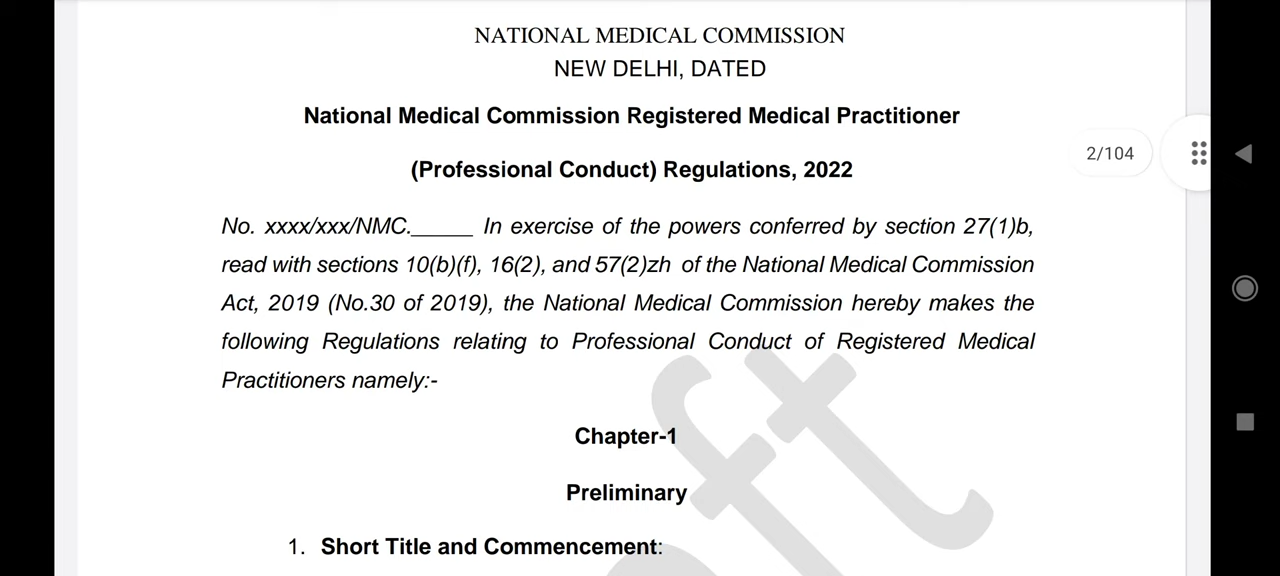 NATIONAL MEDICAL COMMISSION
NEW DELHI, DATED
National Medical Commission Registered Medical Practitioner
(Professional Conduct) Regulations, 2022
2/104
No. xxxx/xxx/NMC._____ In exercise of the powers conferred by section 27(1)b,
read with sections 10(b)(f), 16(2), and 57(2)zh of the National Medical Commission
Act, 2019 (No.30 of 2019), the National Medical Commission hereby makes the
following Regulations relating to Professional Conduct of Registered Medical
Practitioners namely:-
Chapter-1
Preliminary
1. Short Title and Commencement: